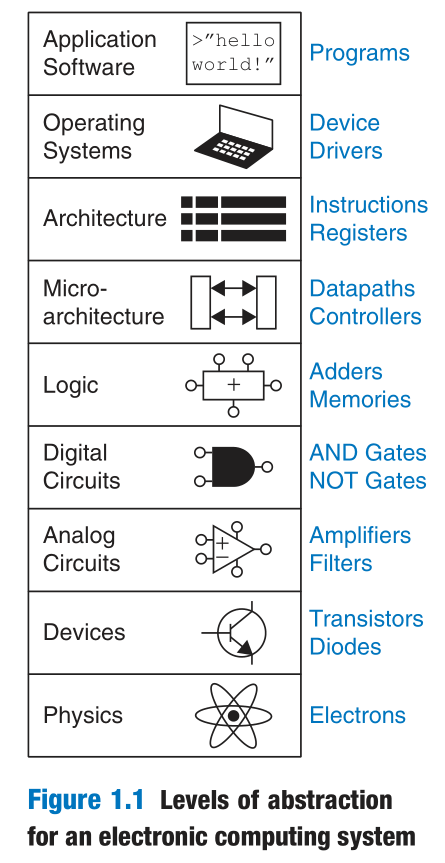 Application
Software
>"hello
world!"
Programs
Operating
Systems
Device
Drivers
Architecture
Instructions
Registers
Micro-
architecture
Datapaths
Controllers
Logic
+
Adders
Memories
Digital
Circuits
AND Gates
NOT Gates
Analog
Circuits
+
−
Amplifiers
Filters
Devices
Transistors
Diodes
Physics
Electrons
Figure 1.1 Levels of abstraction
for an electronic computing system